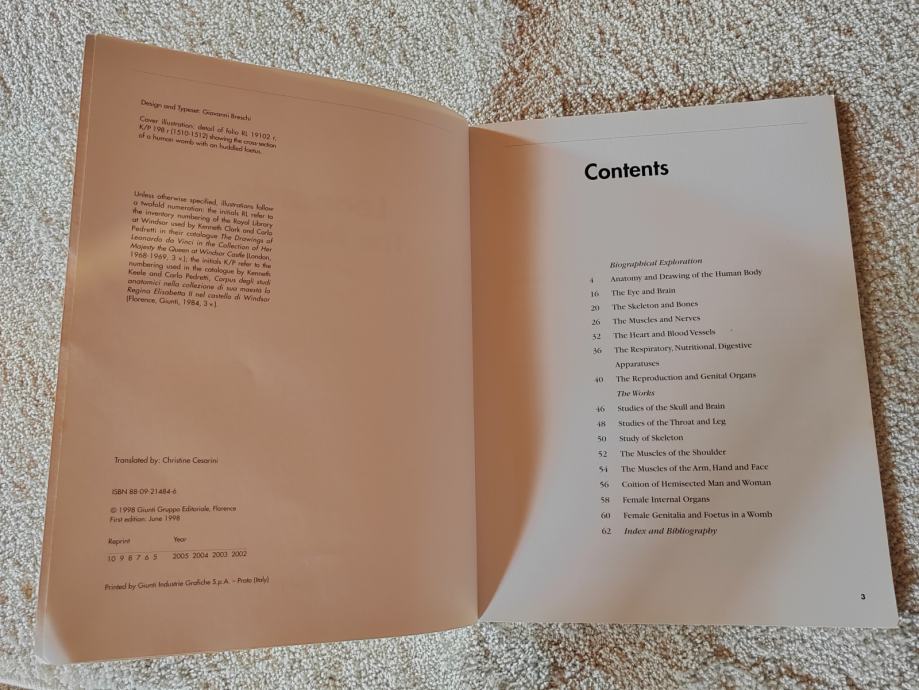 Design and Typeset: Giovanni Breschi
Cover illustration: detail of folio RL 19102 r,
K/P 198 r (1510-1512) showing the cross-section
of a human womb with an huddled foetus.
Unless otherwise specified, illustrations follow
a twofold numeration: the initials RL refer to
the inventory numbering of the Royal Library
at Windsor used by Kenneth Clark and Carlo
Pedretti in their catalogue The Drawings of
Leonardo da Vinci in the Collection of Her
Majesty the Queen at Windsor Castle (London,
1968-1969, 3 v.); the initials K/P refer to the
numbering used in the catalogue by Kenneth
Keele and Carlo Pedretti, Corpus degli studi
anatomici nella collezione di sua maestà la
Regina Elisabetta II nel castello di Windsor
(Florence, Giunti, 1984, 3 v.).
Translated by: Christine Cesarini
ISBN 88-09-21484-6
© 1998 Giunti Gruppo Editoriale, Florence
First edition: June 1998
Reprint Year
10 9 8 7 6 5 2005 2004 2003 2002
Printed by Giunti Industrie Grafiche S.p.A. – Prato (Italy)
Contents
Biographical Exploration
4 Anatomy and Drawing of the Human Body
16 The Eye and Brain
20 The Skeleton and Bones
26 The Muscles and Nerves
32 The Heart and Blood Vessels
36 The Respiratory, Nutritional, Digestive
Apparatuses
40 The Reproduction and Genital Organs
The Works
46 Studies of the Skull and Brain
48 Studies of the Throat and Leg
50 Study of Skeleton
52 The Muscles of the Shoulder
54 The Muscles of the Arm, Hand and Face
56 Coition of Hemisected Man and Woman
58 Female Internal Organs
60 Female Genitalia and Foetus in a Womb
62 Index and Bibliography
3